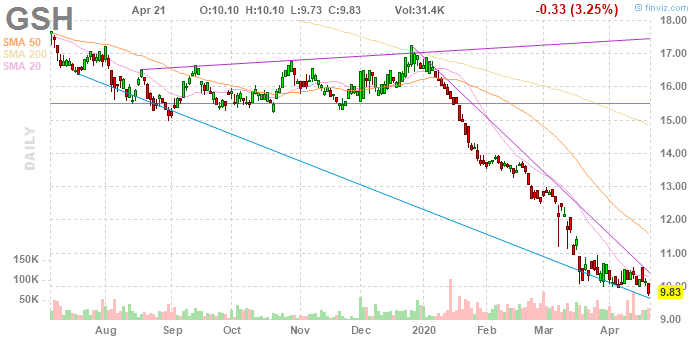 GSH Apr 21 O:10.10 H:10.10 L:9.73 C:9.83 Vol:31.4K -0.33 (3.25%) © finviz.com
SMA 50
SMA 200
SMA 20
DAILY
18.00
17.00
16.00
15.00
14.00
13.00
12.00
11.00
10.00
9.83
9.00
150K
100K
50K
Aug Sep Oct Nov Dec 2020 Feb Mar Apr